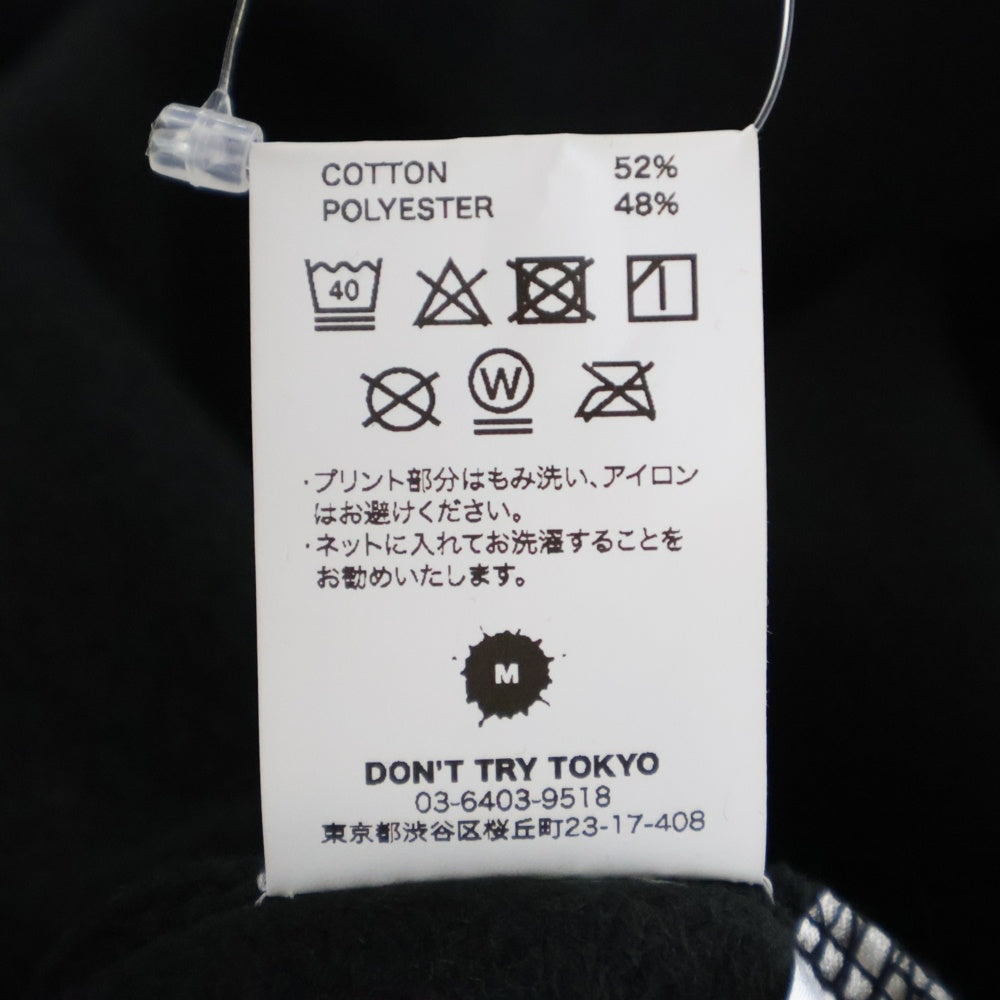 COTTON 52%
POLYESTER 48%
40
W
・プリント部分はもみ洗い、アイロン
はお避けください。
・ネットに入れてお洗濯することを
お勧めいたします。
M
DON'T TRY TOKYO
03-6403-9518
東京都渋谷区桜丘町23-17-408